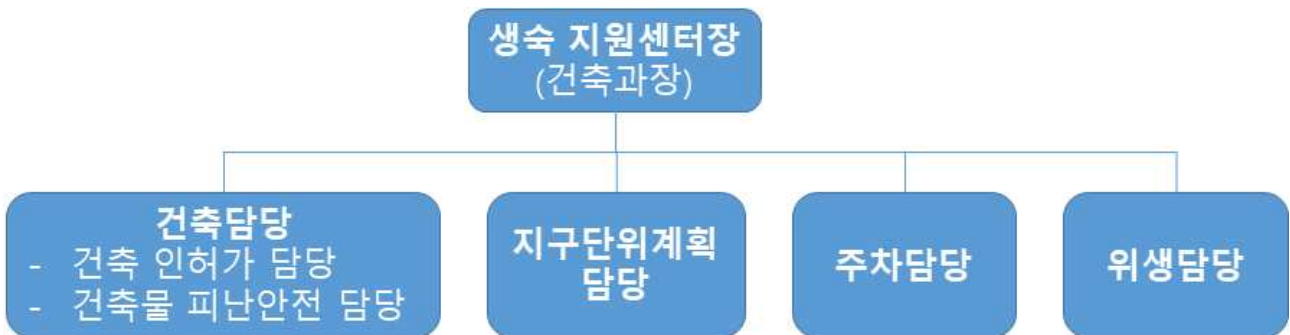 생숙 지원센터장
(건축과장)
건축담당
- 건축 인허가 담당
- 건축물 피난안전 담당
지구단위계획
담당
주차담당
위생담당